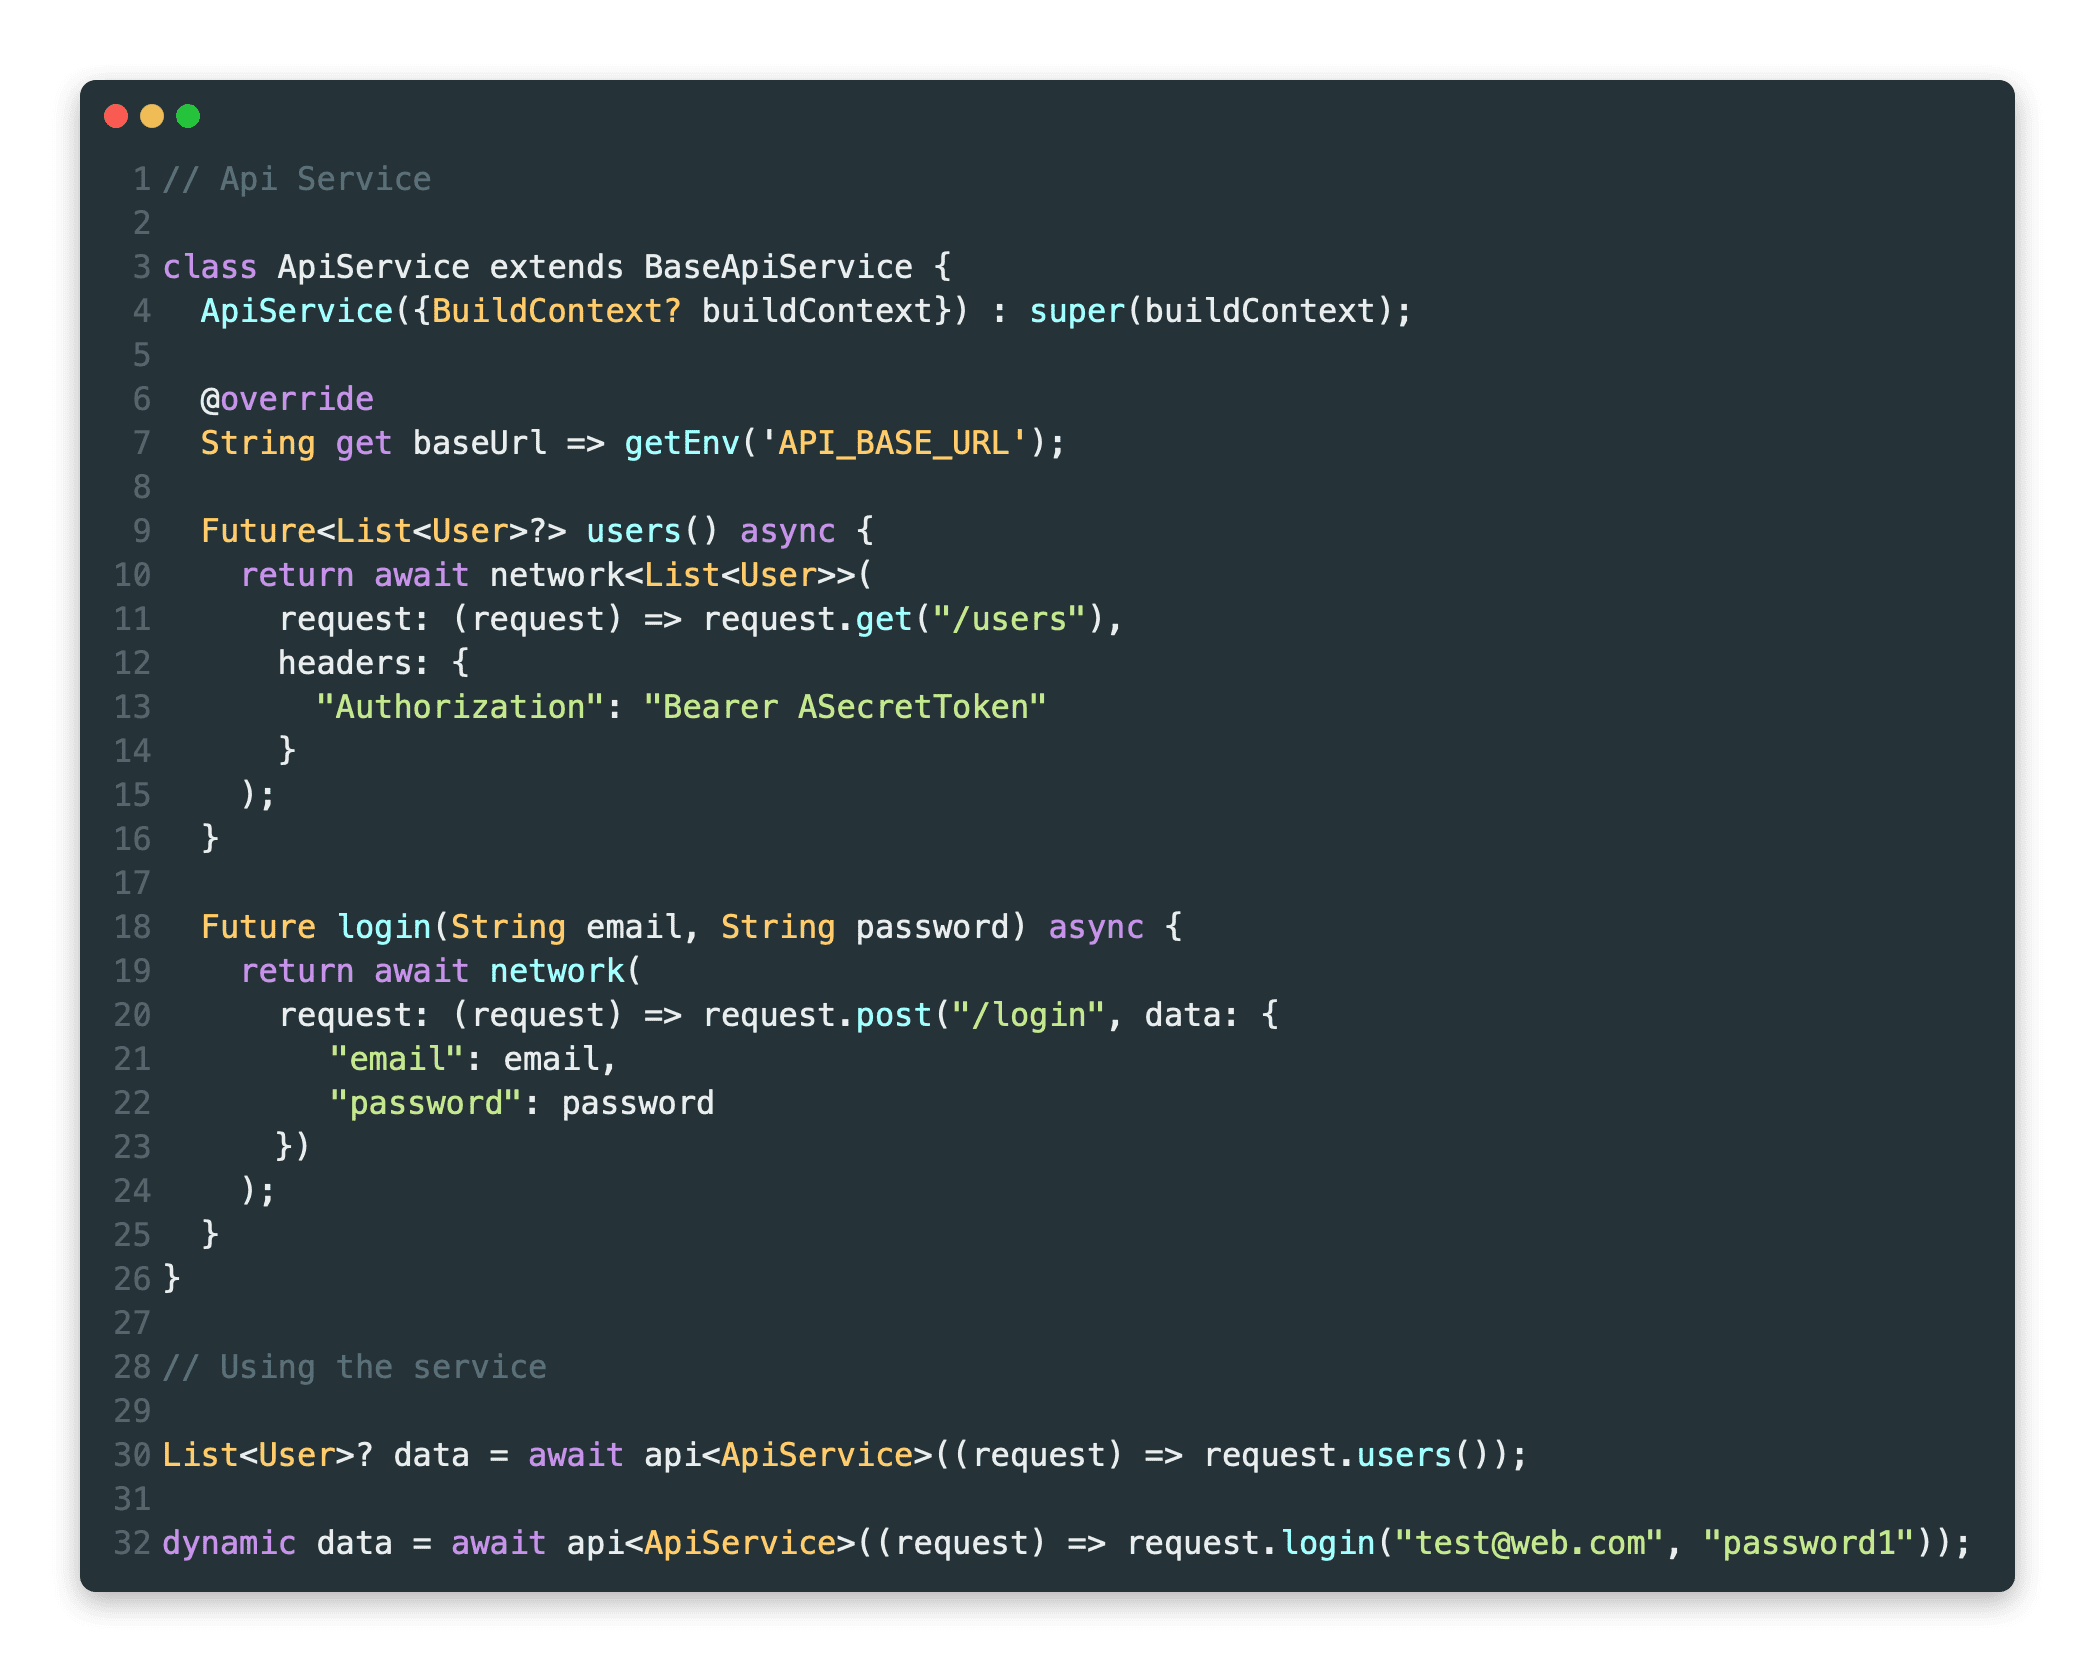 1 // Api Service
2
3 class ApiService extends BaseApiService {
4   ApiService({BuildContext? buildContext}) : super(buildContext);
5
6   @override
7   String get baseUrl => getEnv('API_BASE_URL');
8
9   Future<List<User>?> users() async {
10     return await network<List<User>>(
11       request: (request) => request.get("/users"),
12       headers: {
13         "Authorization": "Bearer ASecretToken"
14       }
15     );
16   }
17
18   Future login(String email, String password) async {
19     return await network(
20       request: (request) => request.post("/login", data: {
21         "email": email,
22         "password": password
23       })
24     );
25   }
26 }
27
28 // Using the service
29
30 List<User>? data = await api<ApiService>((request) => request.users());
31
32 dynamic data = await api<ApiService>((request) => request.login("test@web.com", "password1"));